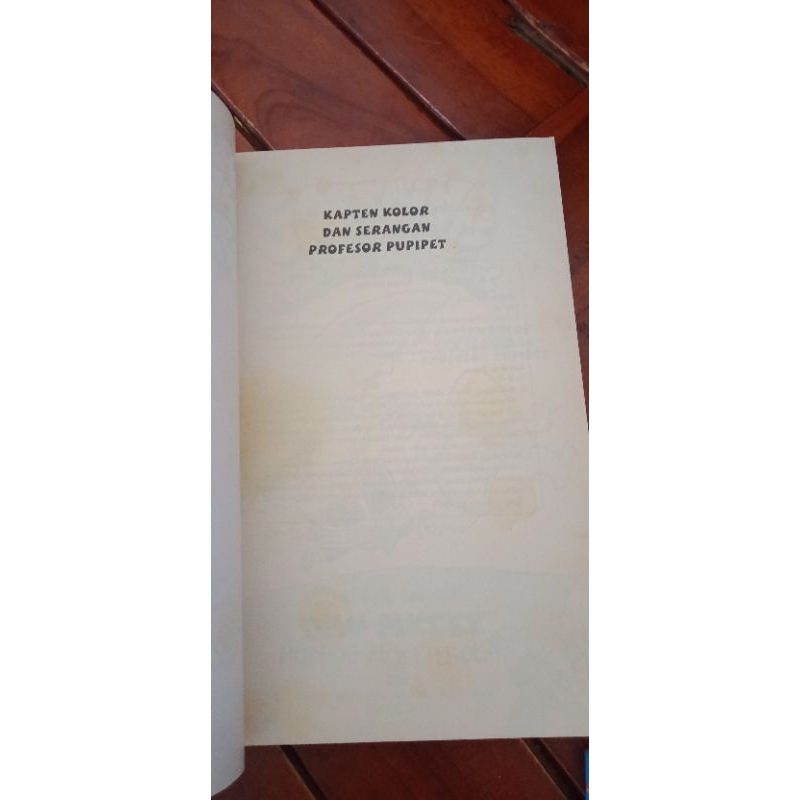 KAPTEN KOLOR
DAN SERANGAN
PROFESOR PUPIPET